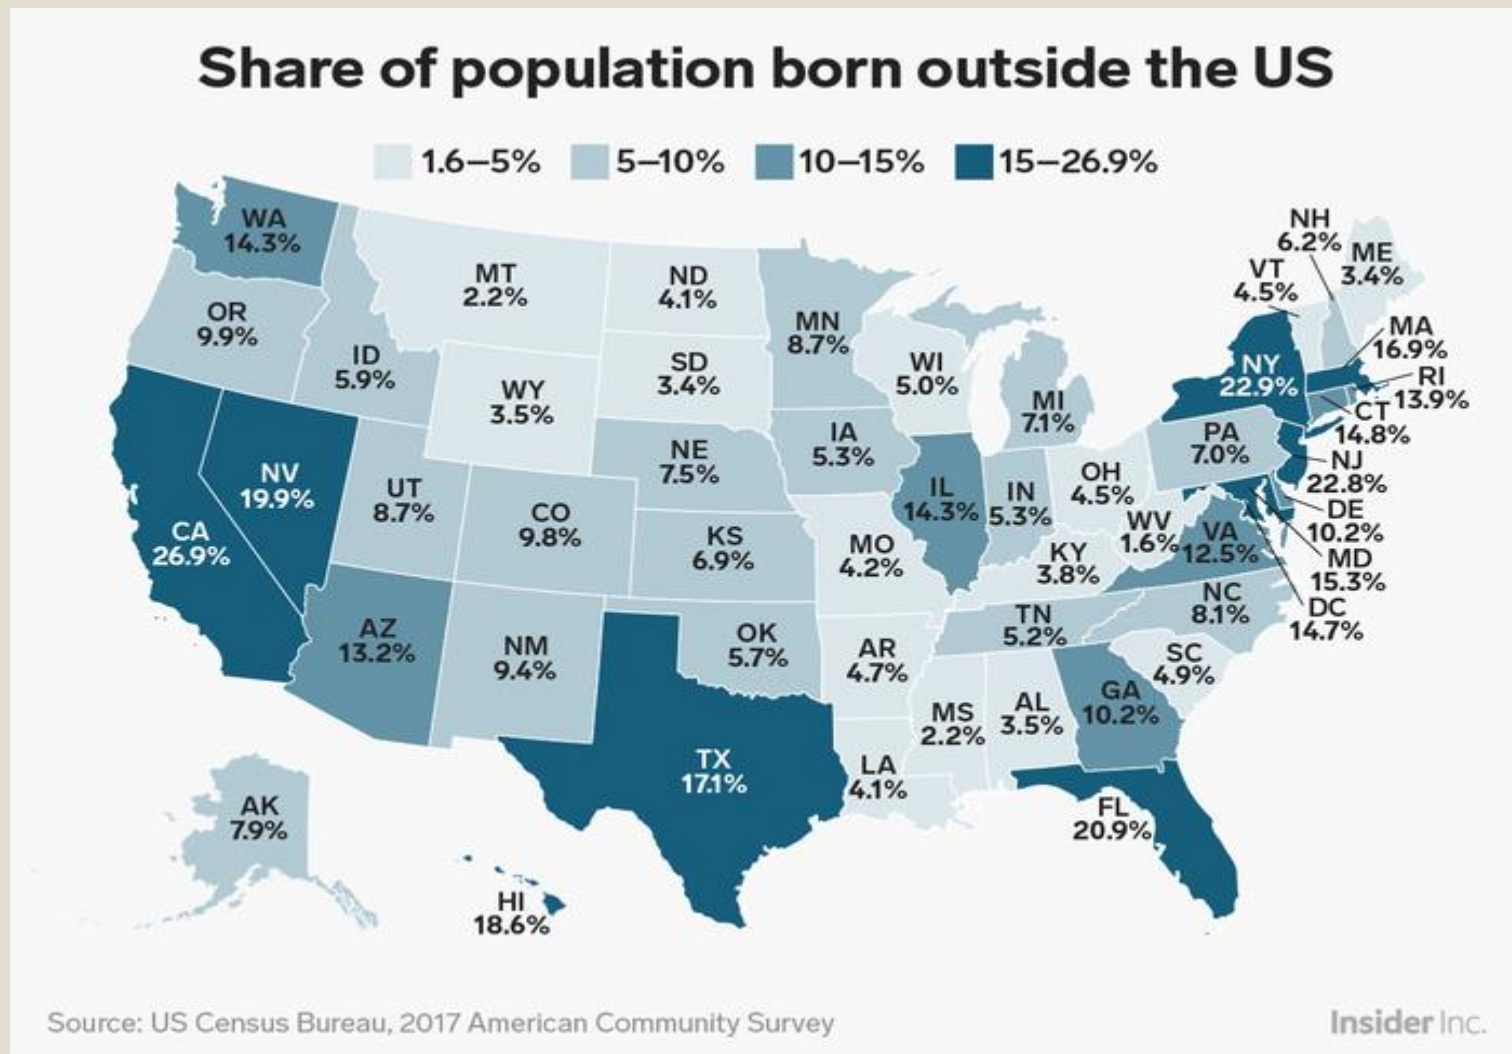 Share of population born outside the US
1.6–5%
5–10%
10–15%
15–26.9%
WA
14.3%
OR
9.9%
CA
26.9%
NV
19.9%
ID
5.9%
MT
2.2%
WY
3.5%
UT
8.7%
CO
9.8%
AZ
13.2%
NM
9.4%
ND
4.1%
SD
3.4%
NE
7.5%
KS
6.9%
OK
5.7%
TX
17.1%
MN
8.7%
IA
5.3%
MO
4.2%
AR
4.7%
LA
4.1%
WI
5.0%
IL
14.3%
MI
7.1%
IN
5.3%
OH
4.5%
KY
3.8%
TN
5.2%
MS
2.2%
AL
3.5%
GA
10.2%
FL
20.9%
SC
4.9%
NC
8.1%
VA
12.5%
WV
1.6%
PA
7.0%
NY
22.9%
VT
4.5%
NH
6.2%
ME
3.4%
MA
16.9%
RI
13.9%
CT
14.8%
NJ
22.8%
DE
10.2%
MD
15.3%
DC
14.7%
AK
7.9%
HI
18.6%
Source: US Census Bureau, 2017 American Community Survey
Insider Inc.